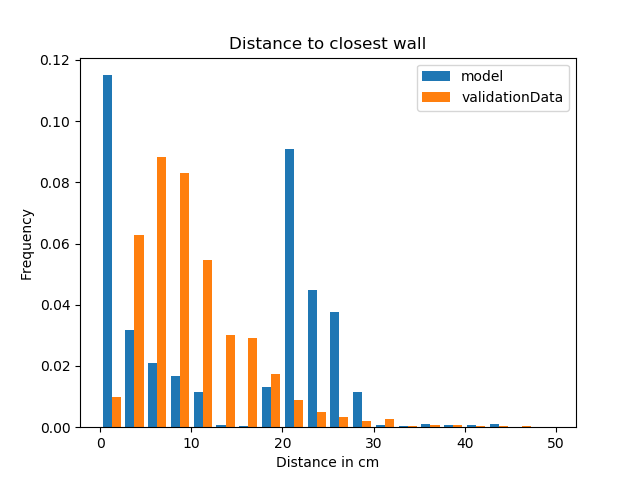 Distance to closest wall
model
validationData
0.12
0.10
0.08
0.06
0.04
0.02
0.00
Frequency
0 10 20 30 40 50
Distance in cm